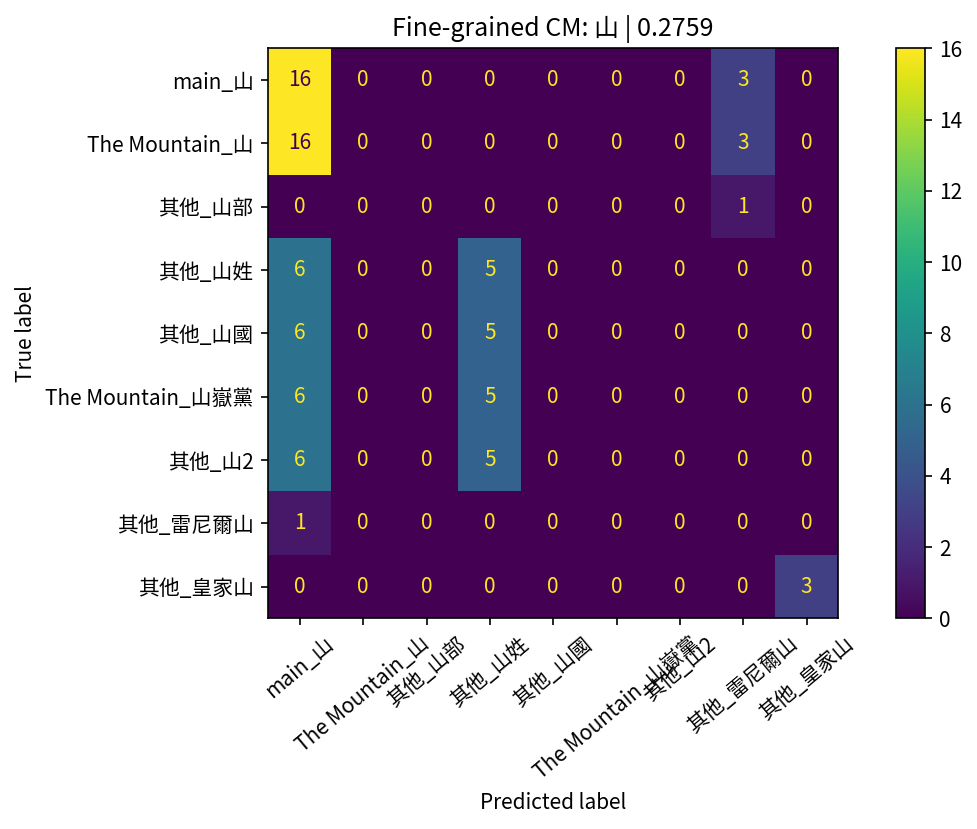 Fine-grained CM: 山 | 0.2759
True label
main_山 16 0 0 0 0 0 0 3 0
The Mountain_山 16 0 0 0 0 0 0 3 0
其他_山部 0 0 0 0 0 0 0 1 0
其他_山姓 6 0 0 5 0 0 0 0 0
其他_山國 6 0 0 5 0 0 0 0 0
The Mountain_山嶽黨 6 0 0 5 0 0 0 0 0
其他_山2 6 0 0 5 0 0 0 0 0
其他_雷尼爾山 1 0 0 0 0 0 0 0 0
其他_皇家山 0 0 0 0 0 0 0 0 3
main_山
The Mountain_山
其他_山部
其他_山姓
其他_山國
The Mountain_山嶽黨
其他_山2
其他_雷尼爾山
其他_皇家山
Predicted label
16
14
12
10
8
6
4
2
0